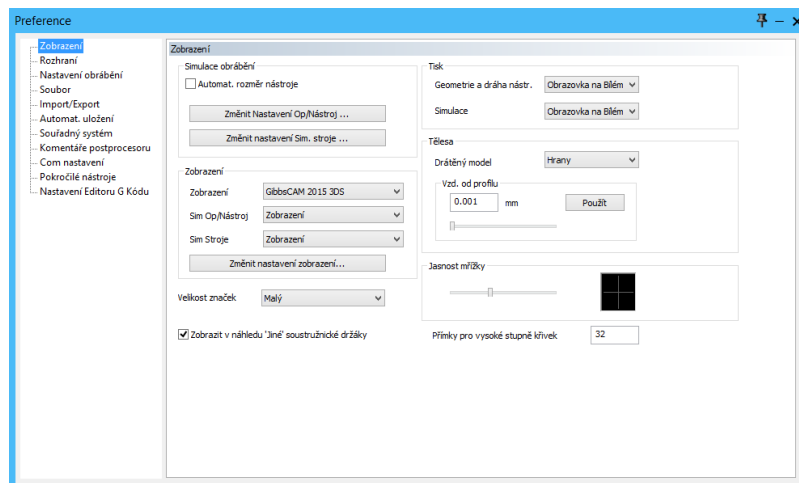 Preference
Zobrazení
Rozhraní
Nastavení obrábění
Soubor
Import/Export
Automat. uložení
Souřadný systém
Komentáře postprocesoru
Com nastavení
Pokročilé nástroje
Nastavení Editoru G Kódu
Zobrazení
Simulace obrábění
Automat. rozměr nástroje
Změnit Nastavení Op/Nástroj ...
Změnit nastavení Sim. stroje ...
Zobrazení
Zobrazení GibbsCAM 2015 3DS
Sim Op/Nástroj Zobrazení
Sim Stroje Zobrazení
Změnit nastavení zobrazení...
Velikost značek Malý
Zobrazit v náhledu 'Jiné' soustružnické držáky
Tisk
Geometrie a dráha nástr. Obrazovka na Bílém
Simulace Obrazovka na Bílém
Tělesa
Drátěný model Hrany
Vzd. od profilu
0.001 mm Použít
Jasnost mřížky
Přímky pro vysoké stupně křivek 32